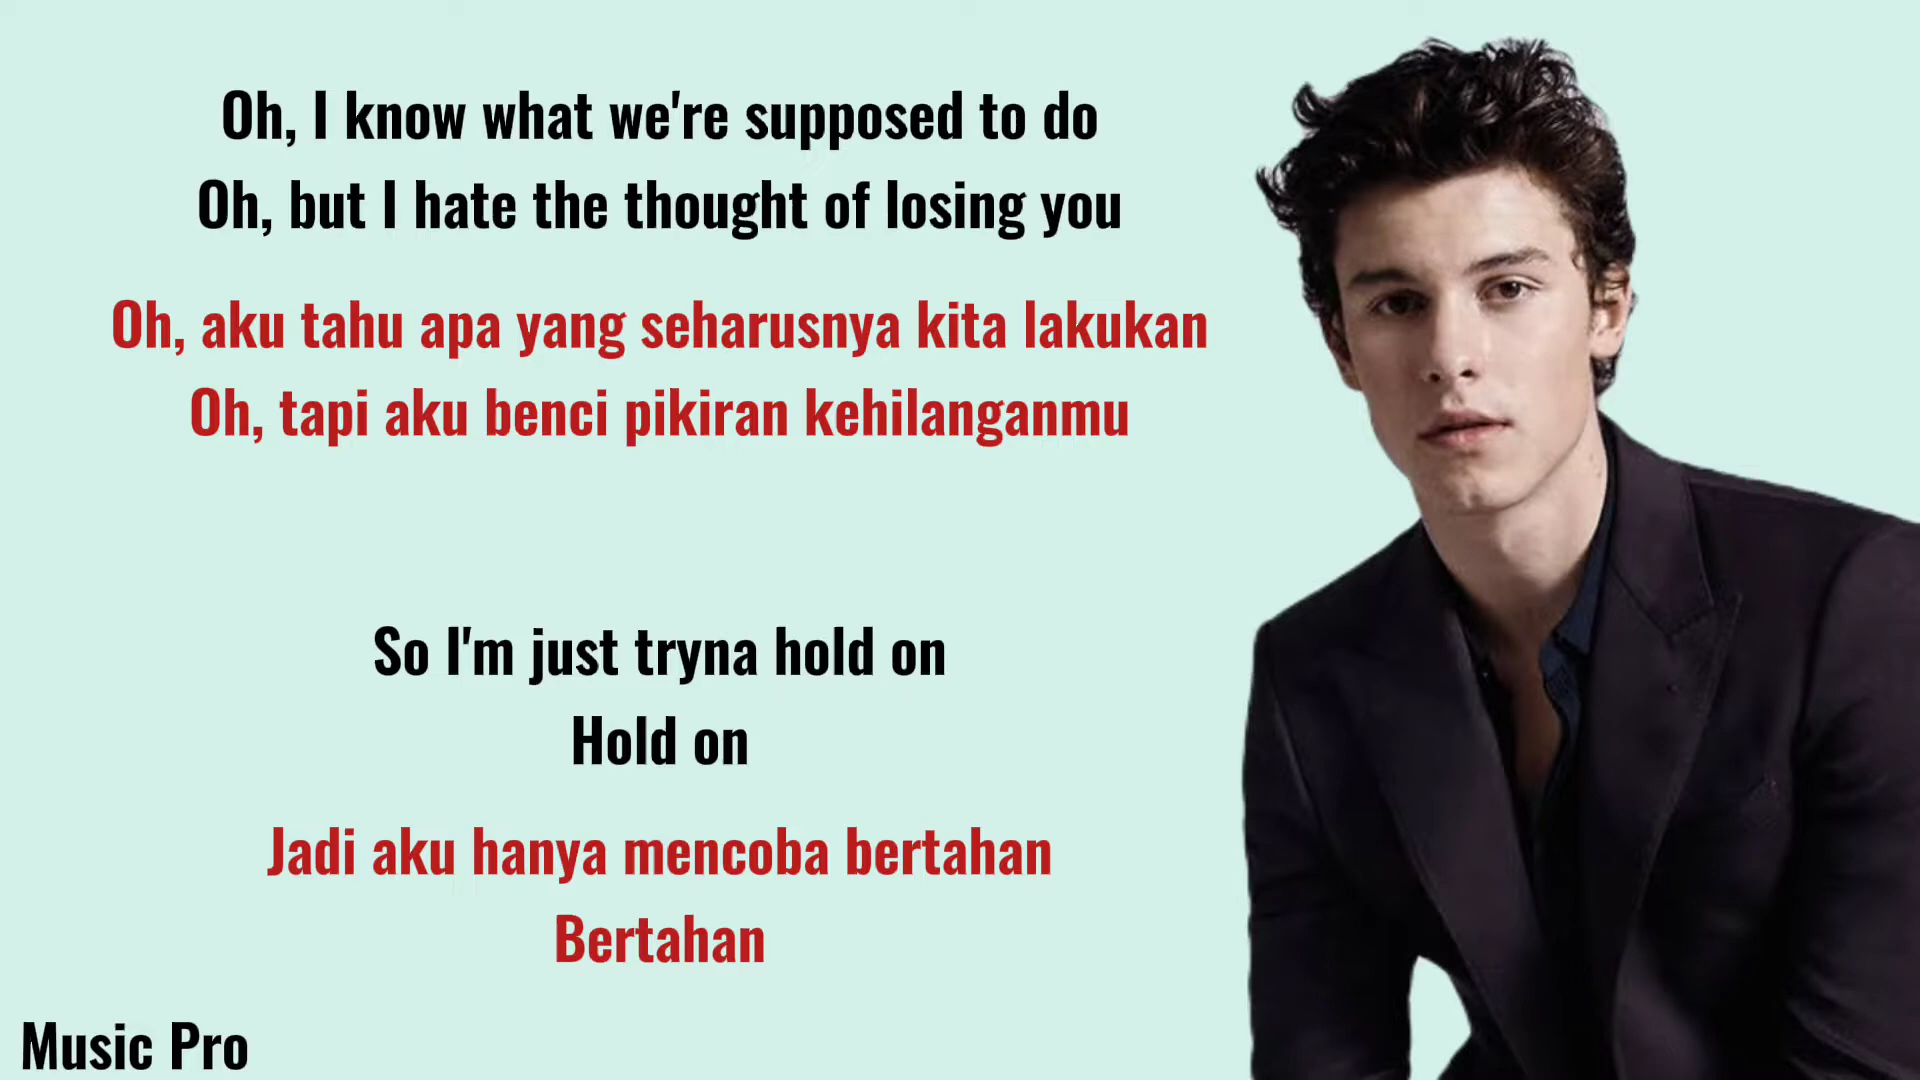 Oh, I know what we're supposed to do
Oh, but I hate the thought of losing you
Oh, aku tahu apa yang seharusnya kita lakukan
Oh, tapi aku benci pikiran kehilanganmu
So I'm just tryna hold on
Hold on
Jadi aku hanya mencoba bertahan
Bertahan
Music Pro